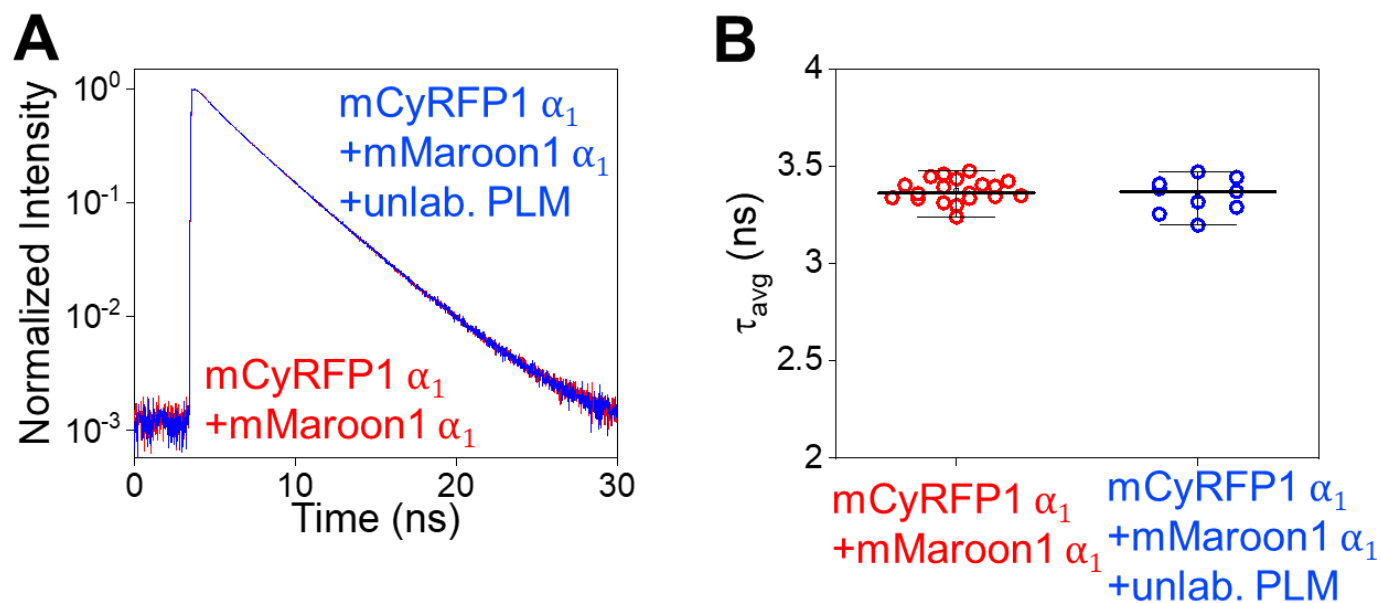 A
Normalized Intensity
10⁰
10⁻¹
10⁻²
10⁻³
mCyRFP1 α₁
+mMaroon1 α₁
+unlab. PLM
mCyRFP1 α₁
+mMaroon1 α₁
0
10
20
30
Time (ns)
B
τavg (ns)
4
3.5
3
2.5
2
mCyRFP1 α₁
+mMaroon1 α₁
mCyRFP1 α₁
+mMaroon1 α₁
+unlab. PLM